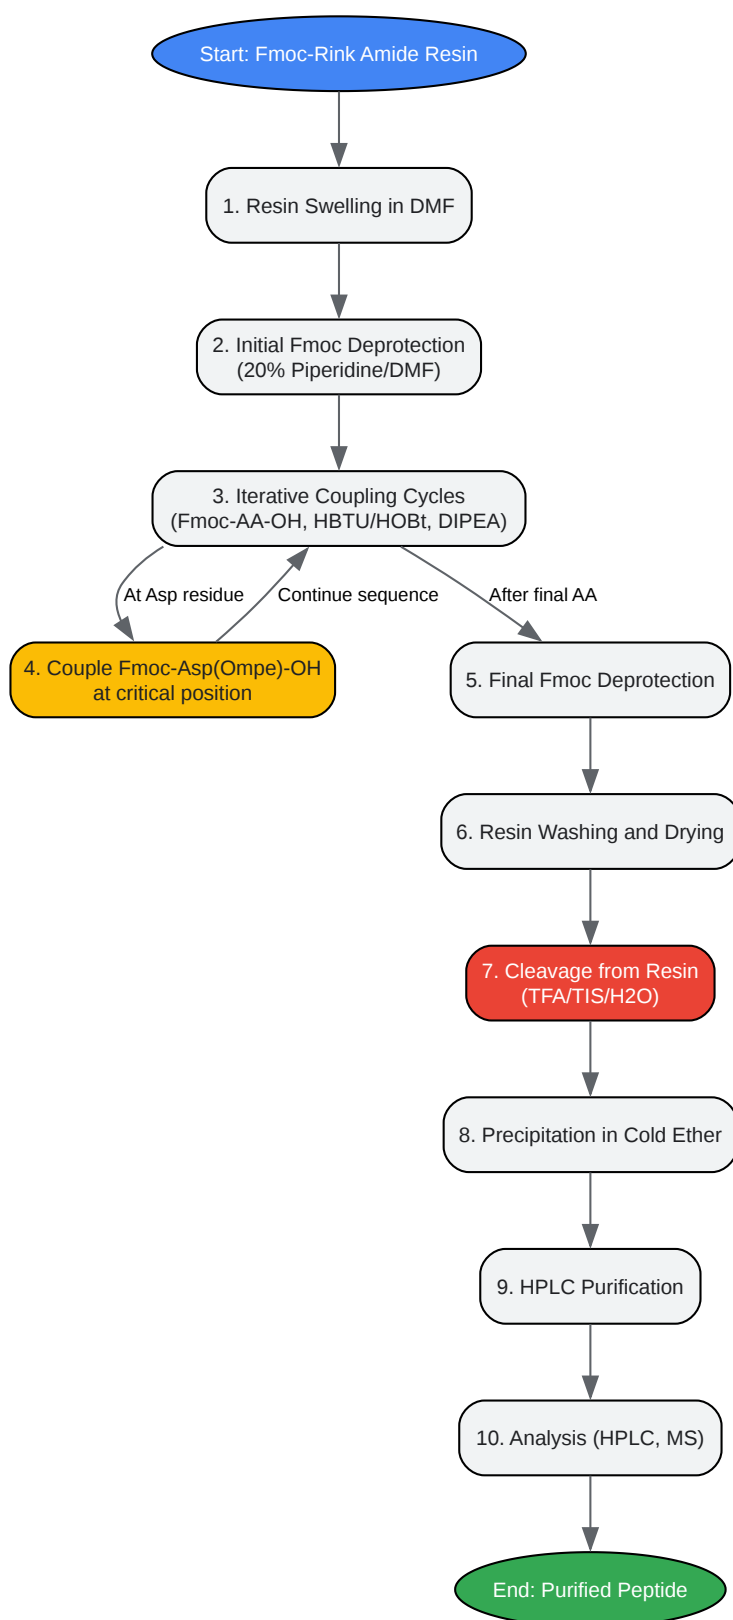 Start: Fmoc-Rink Amide Resin
1. Resin Swelling in DMF
2. Initial Fmoc Deprotection
(20% Piperidine/DMF)
3. Iterative Coupling Cycles
(Fmoc-AA-OH, HBTU/HOBt, DIPEA)
At Asp residue
Continue sequence
After final AA
4. Couple Fmoc-Asp(Ompe)-OH
at critical position
5. Final Fmoc Deprotection
6. Resin Washing and Drying
7. Cleavage from Resin
(TFA/TIS/H2O)
8. Precipitation in Cold Ether
9. HPLC Purification
10. Analysis (HPLC, MS)
End: Purified Peptide